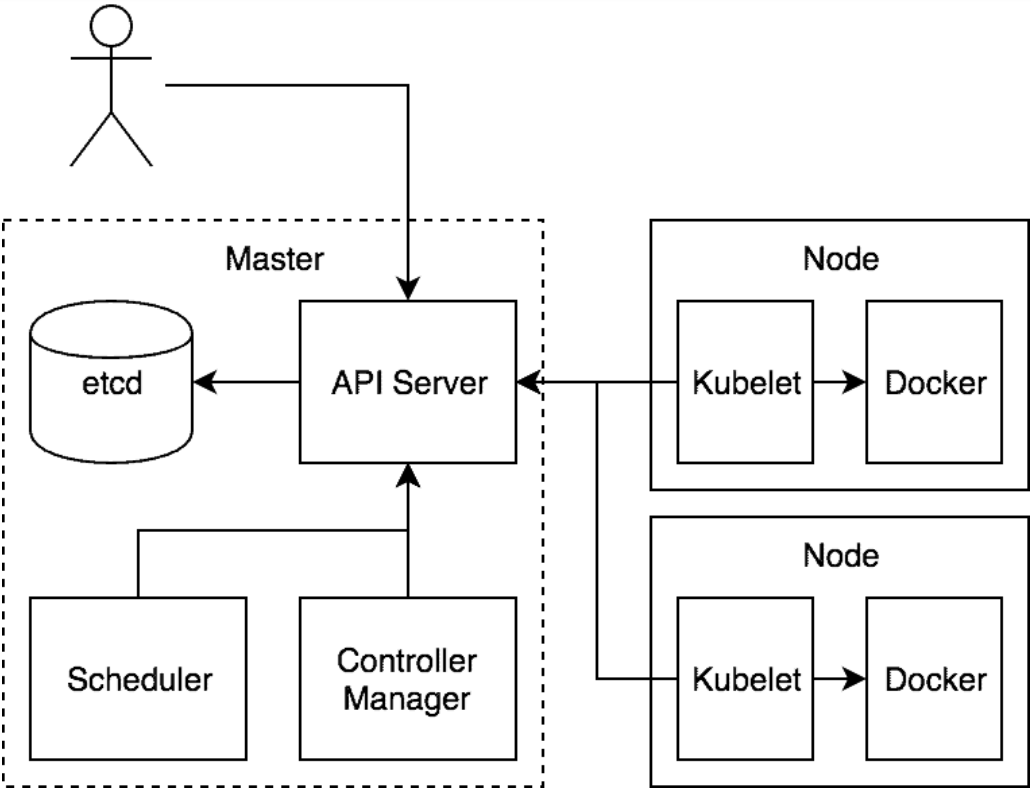 Master
etcd
API Server
Scheduler
Controller
Manager
Node
Kubelet
Docker
Node
Kubelet
Docker